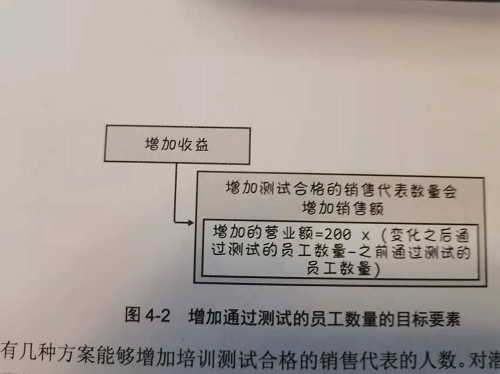 增加收益
增加测试合格的销售代表数量会
增加销售额
增加的营业额=200 x (变化之后通
过测试的员工数量-之前通过测试的
员工数量)
图 4-2 增加通过测试的员工数量的目标要素
有几种方案能够增加培训测试合格的销售代表的人数。对潜